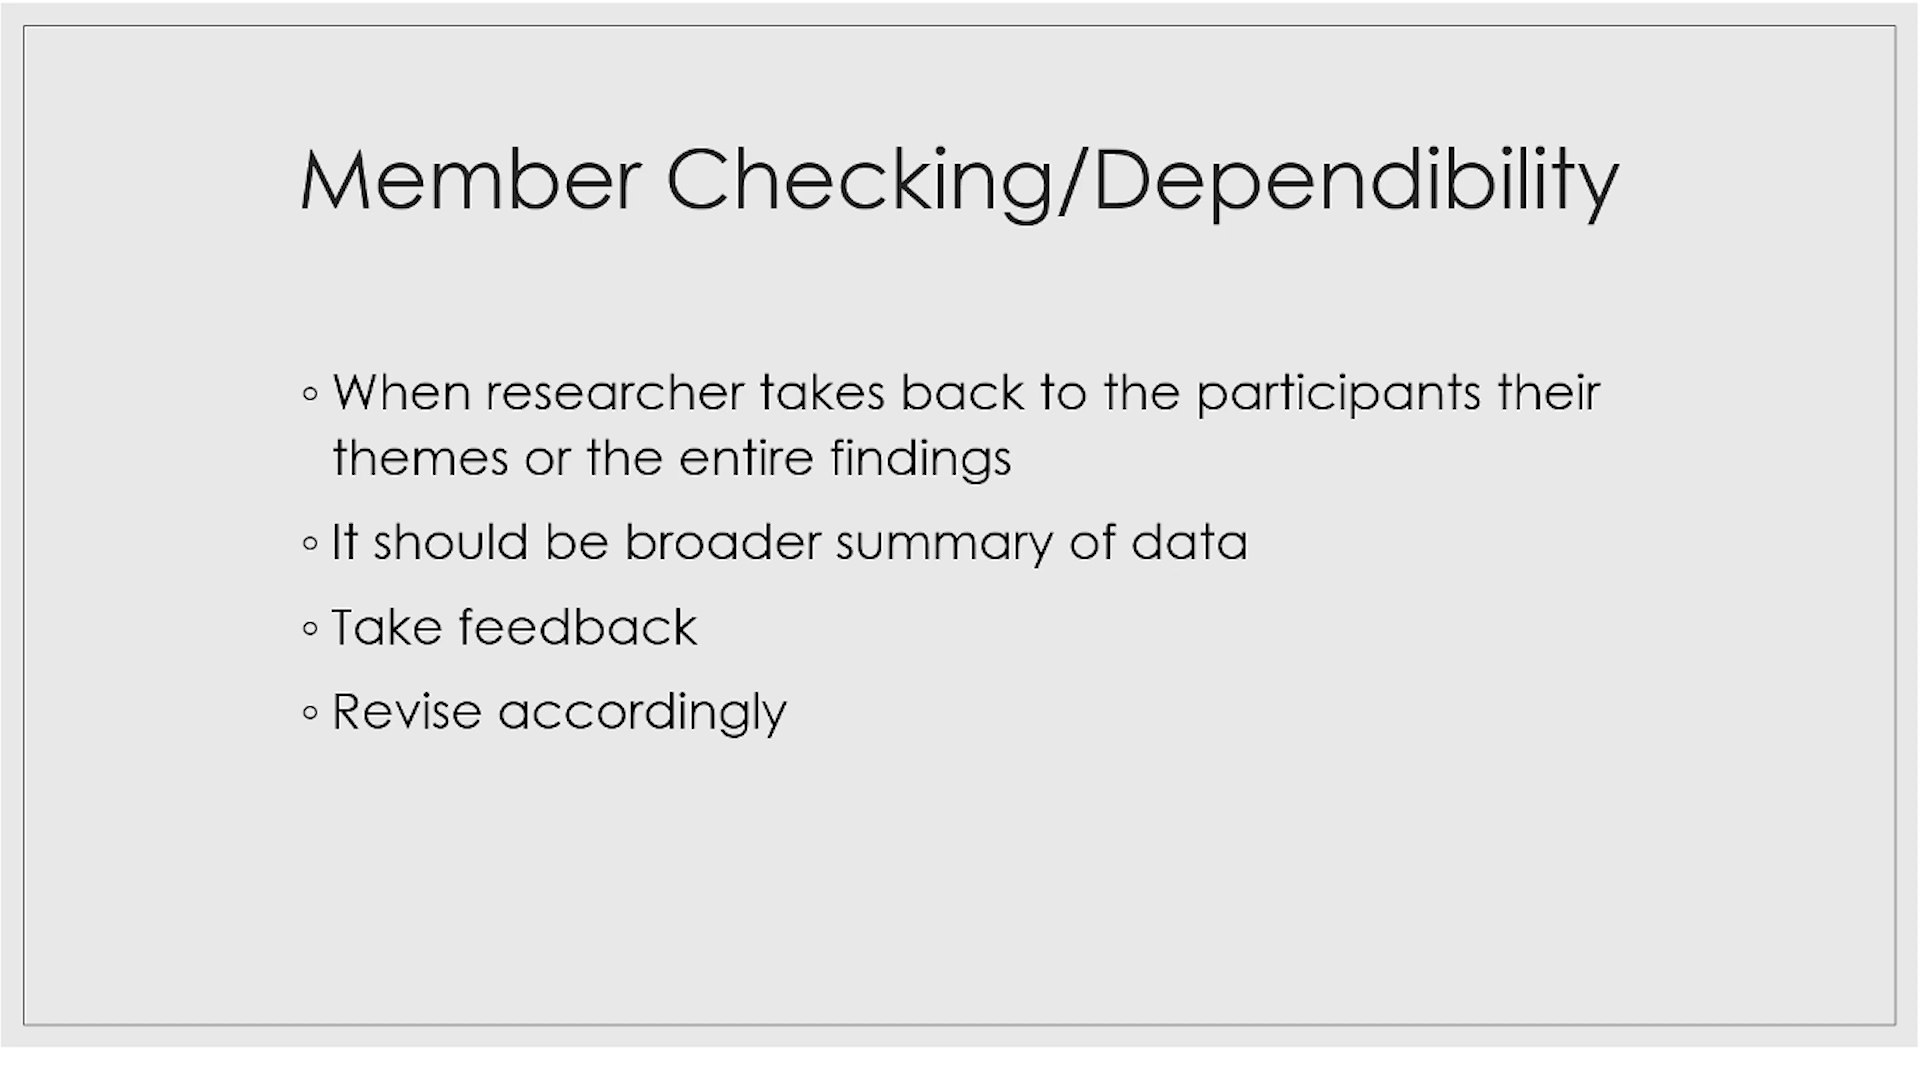 Member Checking/Dependibility
◦ When researcher takes back to the participants their
themes or the entire findings
◦ It should be broader summary of data
◦ Take feedback
◦ Revise accordingly